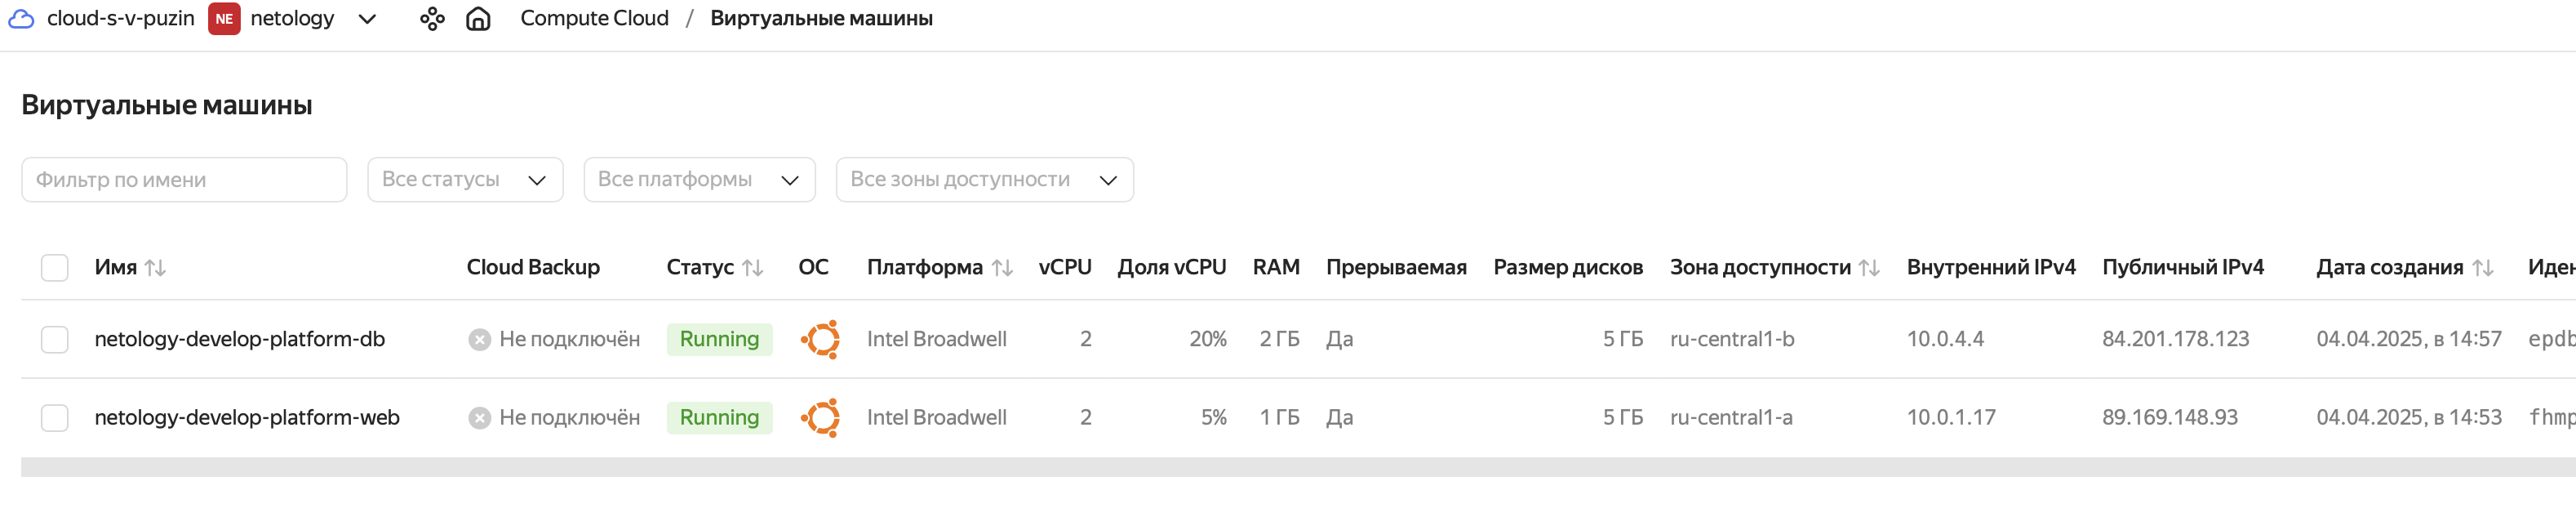 cloud-s-v-puzin NE netology Compute Cloud / Виртуальные машины
Виртуальные машины
Фильтр по имени Все статусы Все платформы Все зоны доступности
Имя Cloud Backup Статус ОС Платформа vCPU Доля vCPU RAM Прерываемая Размер дисков Зона доступности Внутренний IPv4 Публичный IPv4 Дата создания Иден
netology-develop-platform-db Не подключён Running Intel Broadwell 2 20% 2 ГБ Да 5 ГБ ru-central1-b 10.0.4.4 84.201.178.123 04.04.2025, в 14:57 epdb
netology-develop-platform-web Не подключён Running Intel Broadwell 2 5% 1 ГБ Да 5 ГБ ru-central1-a 10.0.1.17 89.169.148.93 04.04.2025, в 14:53 fhmp